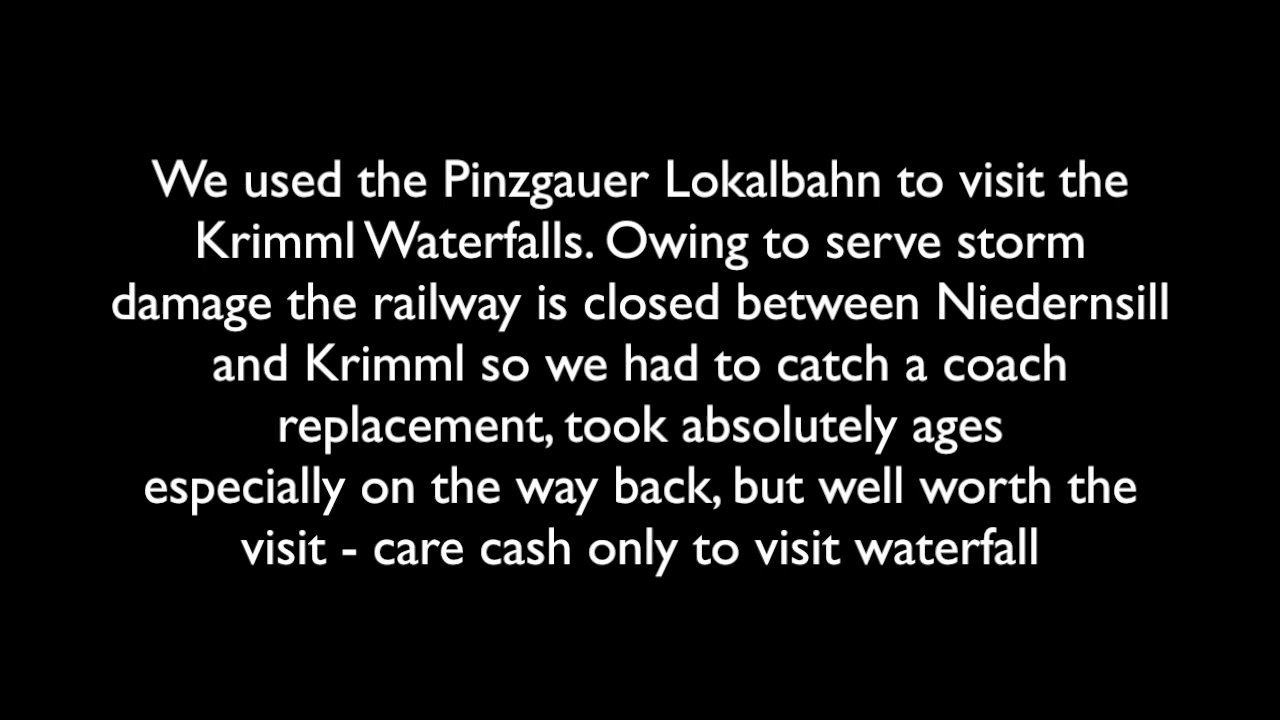 We used the Pinzgauer Lokalbahn to visit the
Krimml Waterfalls. Owing to serve storm
damage the railway is closed between Niedernsill
and Krimml so we had to catch a coach
replacement, took absolutely ages
especially on the way back, but well worth the
visit - care cash only to visit waterfall